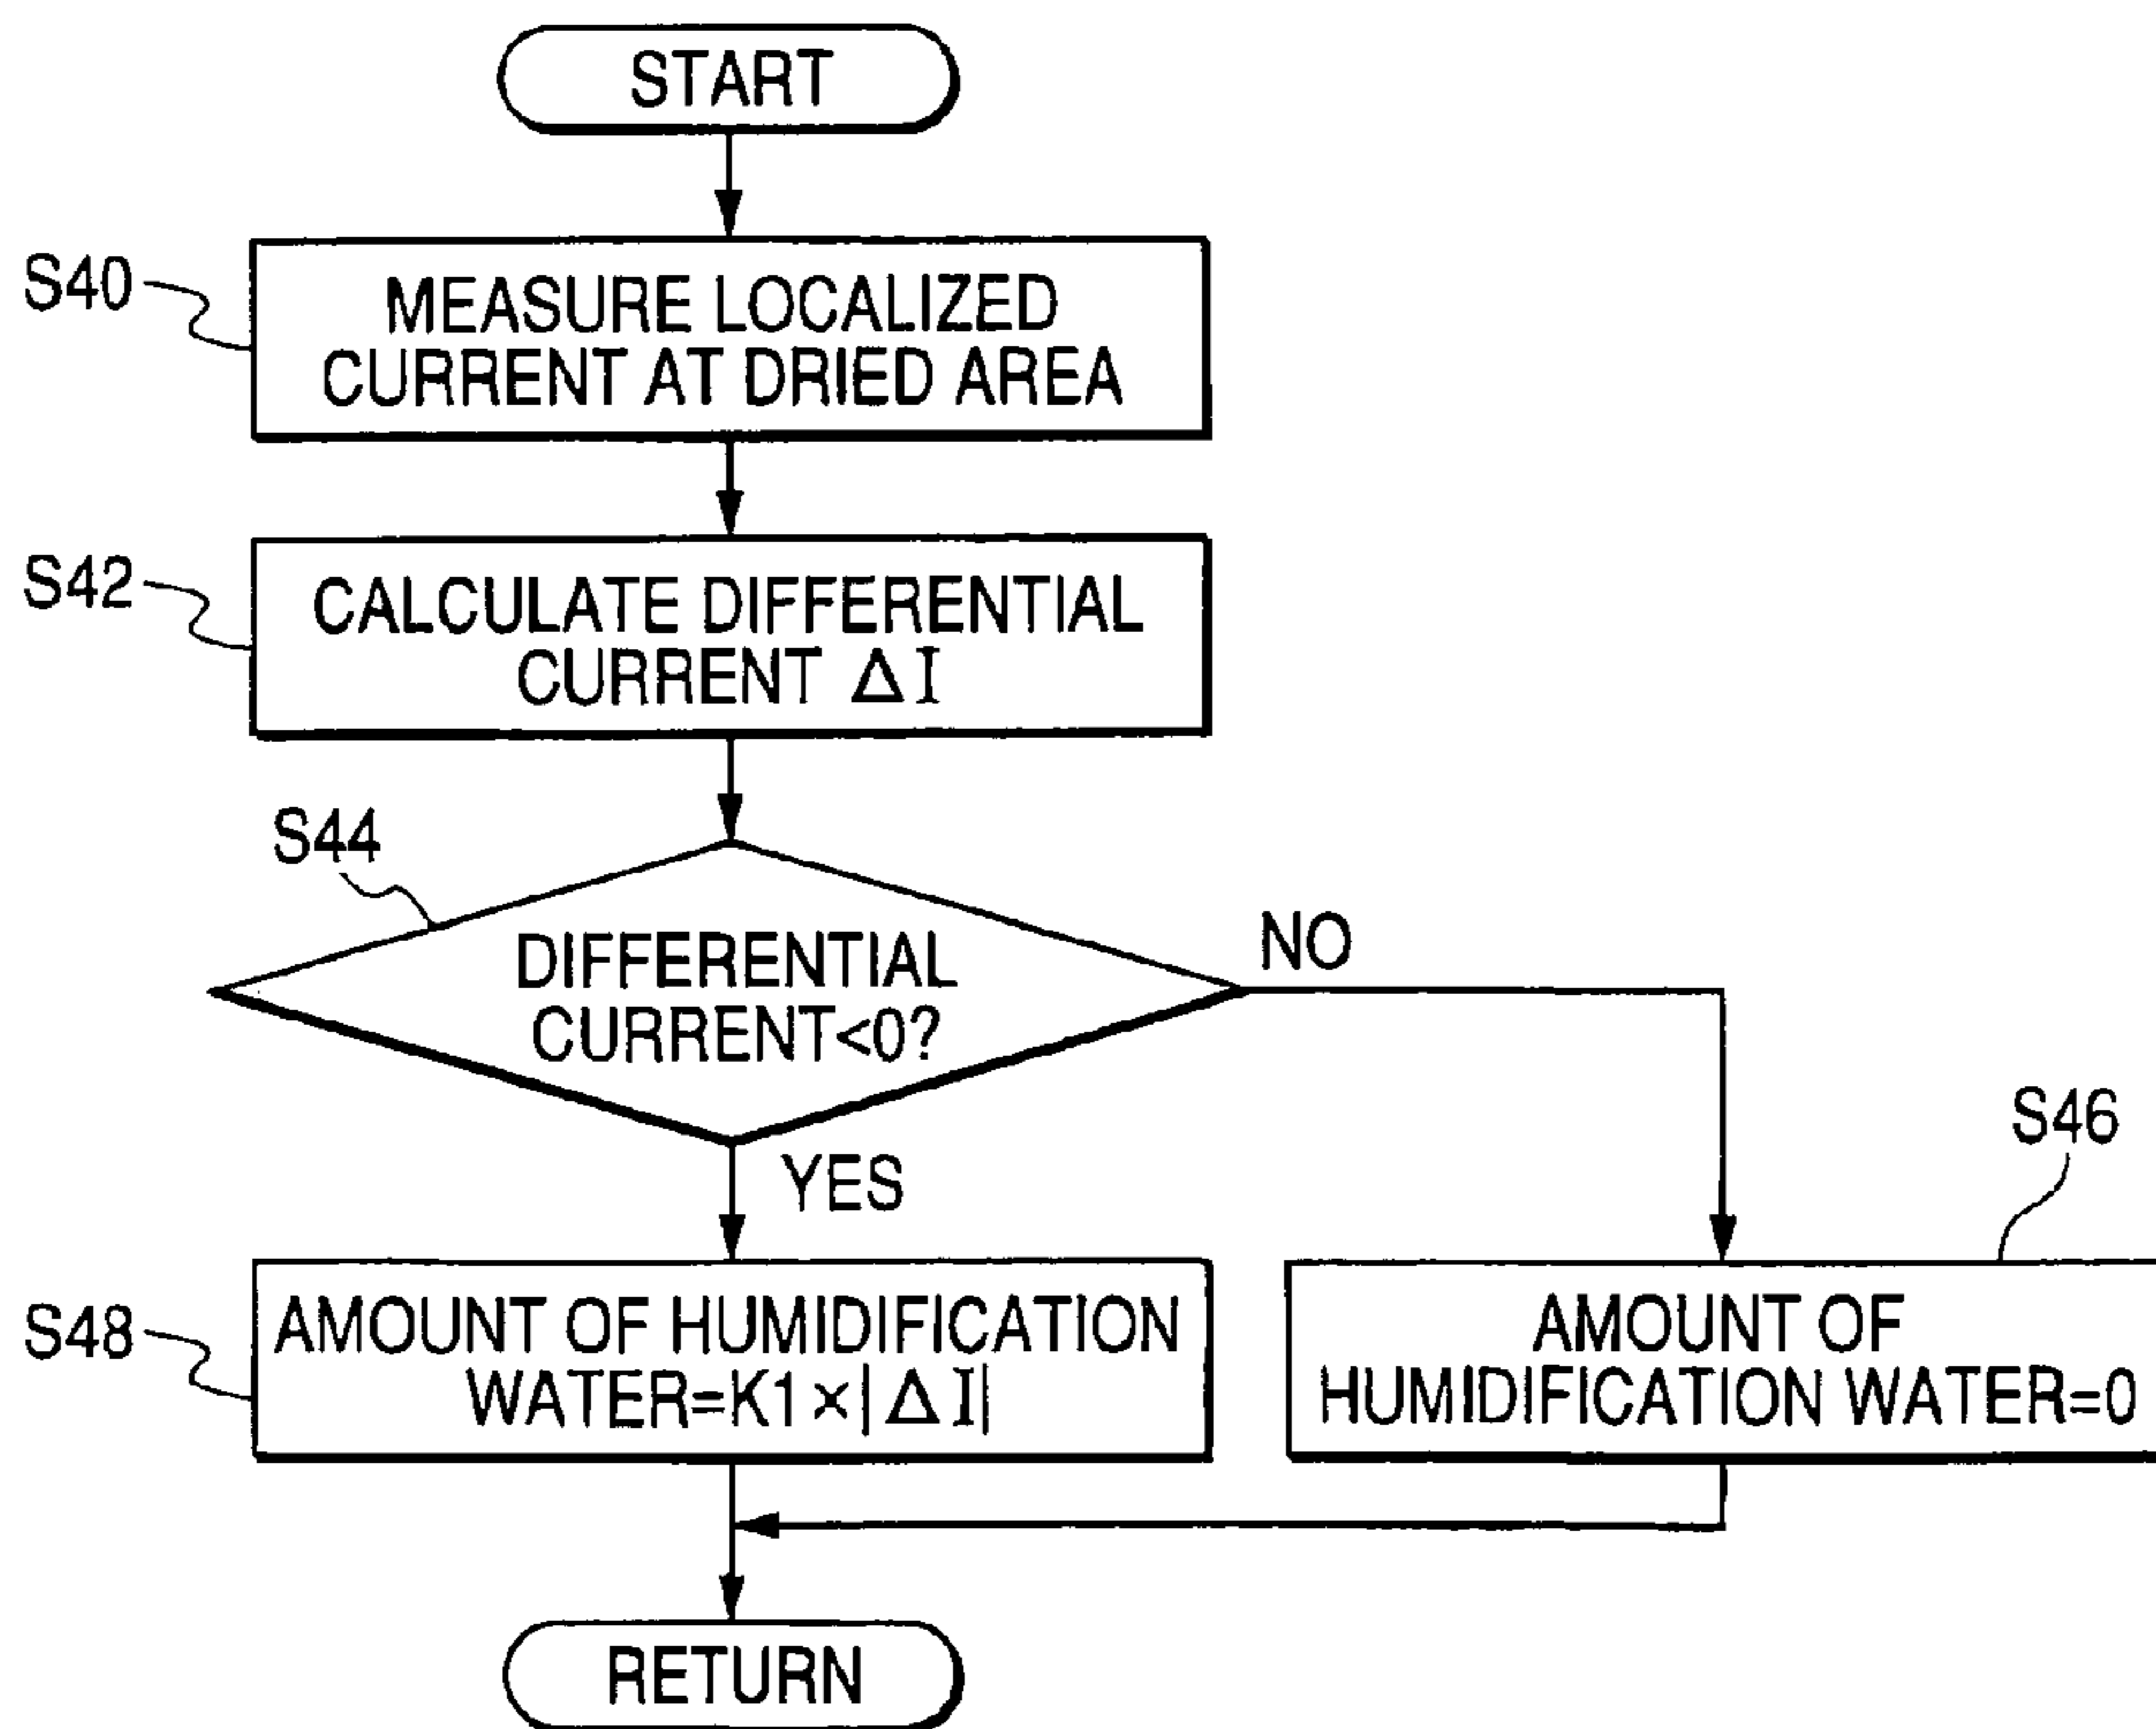 START
S40
MEASURE LOCALIZED
CURRENT AT DRIED AREA
S42
CALCULATE DIFFERENTIAL
CURRENT ΔI
S44
DIFFERENTIAL
CURRENT<0?
NO
YES
S46
S48
AMOUNT OF HUMIDIFICATION
WATER=K1×|ΔI|
AMOUNT OF
HUMIDIFICATION WATER=0
RETURN